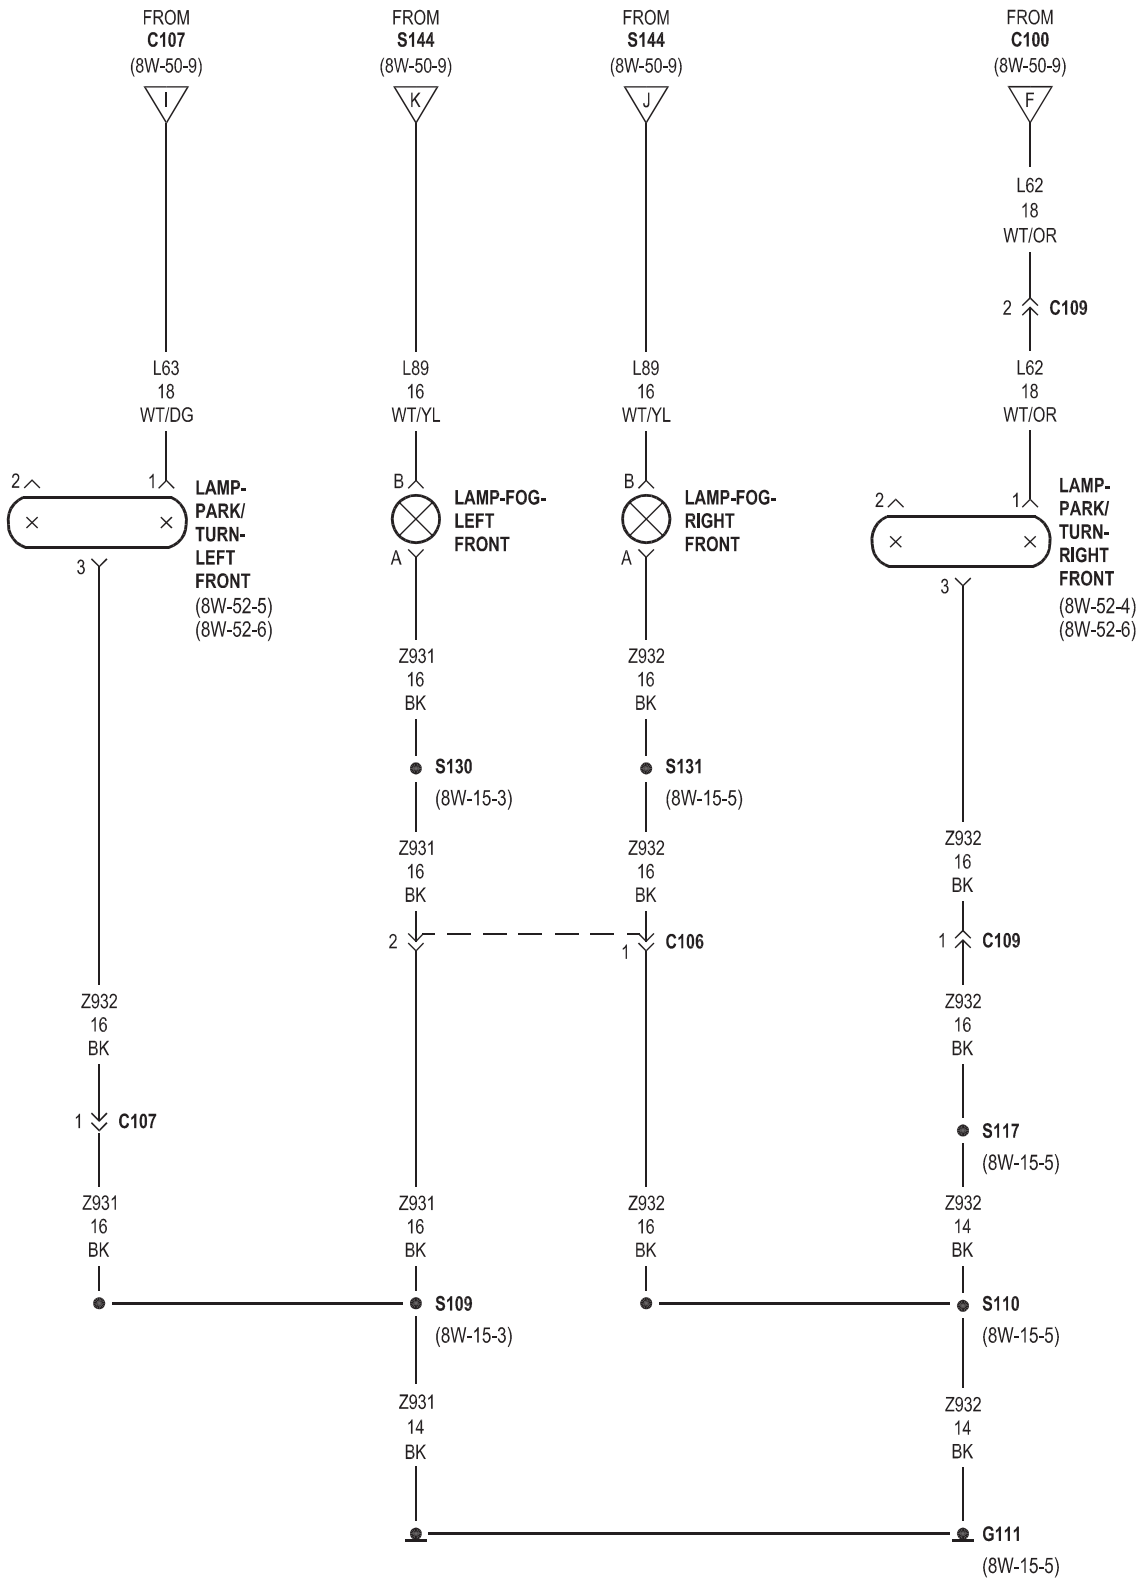 FROM
C107
(8W-50-9)
I
FROM
S144
(8W-50-9)
K
FROM
S144
(8W-50-9)
J
FROM
C100
(8W-50-9)
F
L62
18
WT/OR
2
C109
L63
18
WT/DG
L89
16
WT/YL
L89
16
WT/YL
L62
18
WT/OR
2
1
LAMP-
PARK/
TURN-
LEFT
FRONT
(8W-52-5)
(8W-52-6)
3
B
LAMP-FOG-
LEFT
FRONT
A
B
LAMP-FOG-
RIGHT
FRONT
A
2
1
LAMP-
PARK/
TURN-
RIGHT
FRONT
(8W-52-4)
(8W-52-6)
3
Z931
16
BK
Z932
16
BK
S130
(8W-15-3)
S131
(8W-15-5)
Z931
16
BK
Z932
16
BK
Z932
16
BK
2
1
C106
1
C109
Z932
16
BK
Z932
16
BK
1
C107
S117
(8W-15-5)
Z931
16
BK
Z931
16
BK
Z932
16
BK
Z932
14
BK
S109
(8W-15-3)
S110
(8W-15-5)
Z931
14
BK
Z932
14
BK
G111
(8W-15-5)